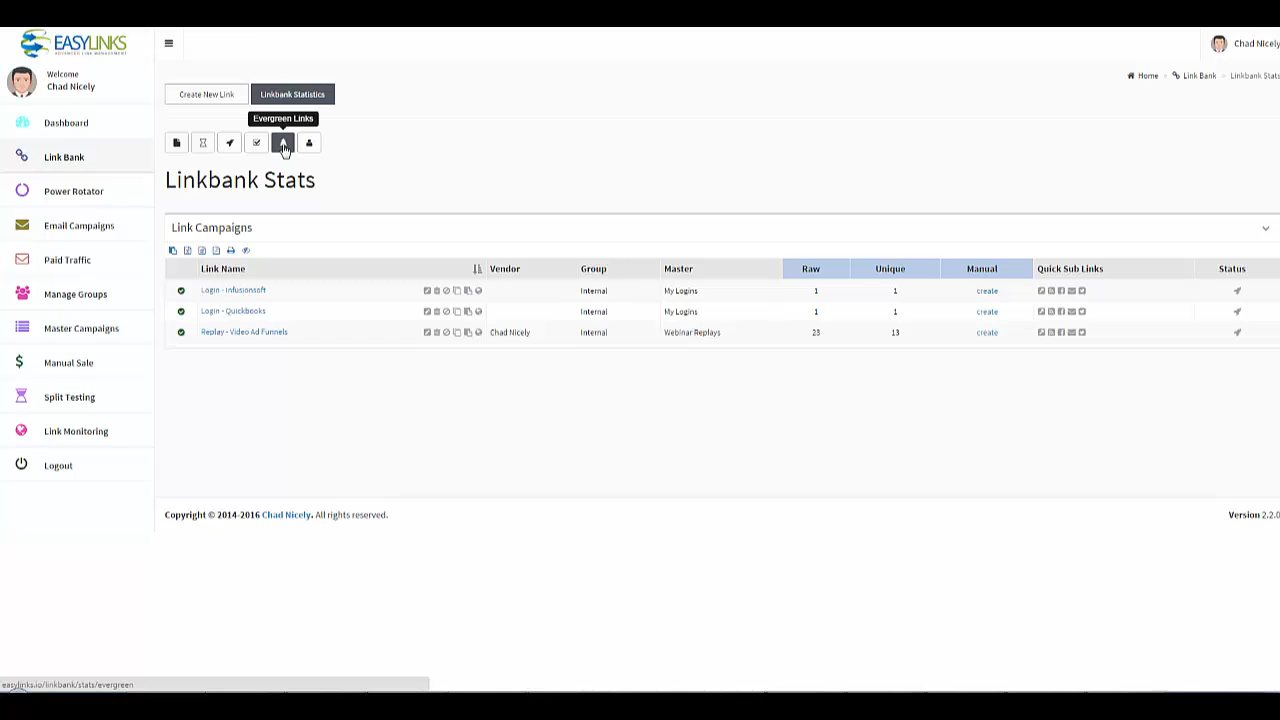 EASYLINKS
ADVANCED LINK MANAGEMENT
Welcome
Chad Nicely
Dashboard
Link Bank
Power Rotator
Email Campaigns
Paid Traffic
Manage Groups
Master Campaigns
Manual Sale
Split Testing
Link Monitoring
Logout
Chad Nicely
Home Link Bank Linkbank Stats
Create New Link Linkbank Statistics
Evergreen Links
Linkbank Stats
Link Campaigns
Link Name Vendor Group Master Raw Unique Manual Quick Sub Links Status
Login - Infusionsoft Internal My Logins 1 1 create
Login - Quickbooks Internal My Logins 1 1 create
Replay - Video Ad Funnels Chad Nicely Internal Webinar Replays 23 13 create
Copyright © 2014-2016 Chad Nicely. All rights reserved.
Version 2.2.0
easylinks.io/linkbank/stats/evergreen